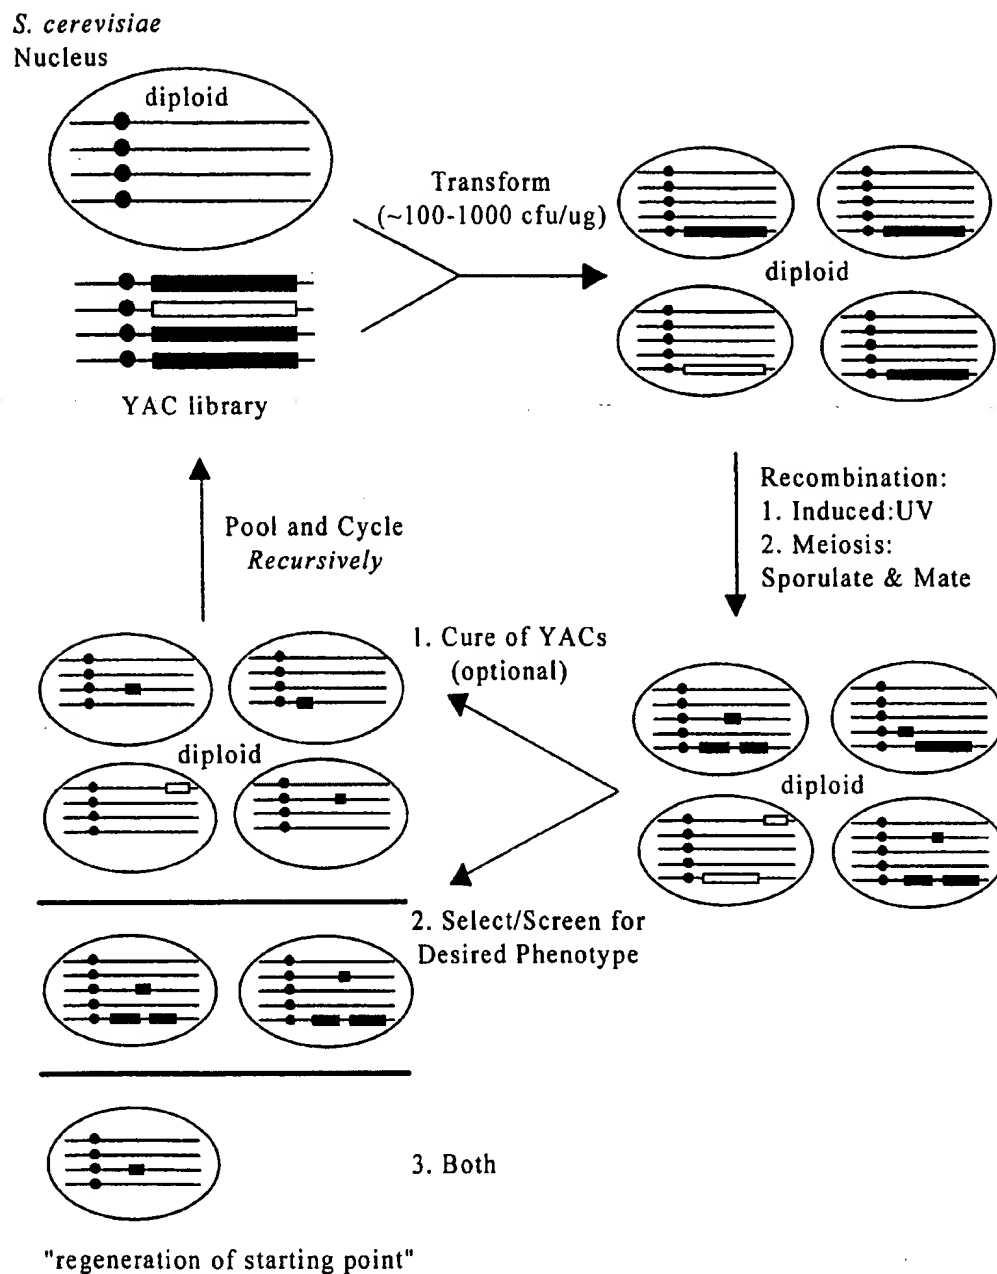 S. cerevisiae
Nucleus
diploid
Transform
(~100-1000 cfu/ug)
diploid
YAC library
Recombination:
1. Induced:UV
2. Meiosis:
Sporulate & Mate
Pool and Cycle
Recursively
1. Cure of YACs
(optional)
diploid
diploid
2. Select/Screen for
Desired Phenotype
3. Both
"regeneration of starting point"